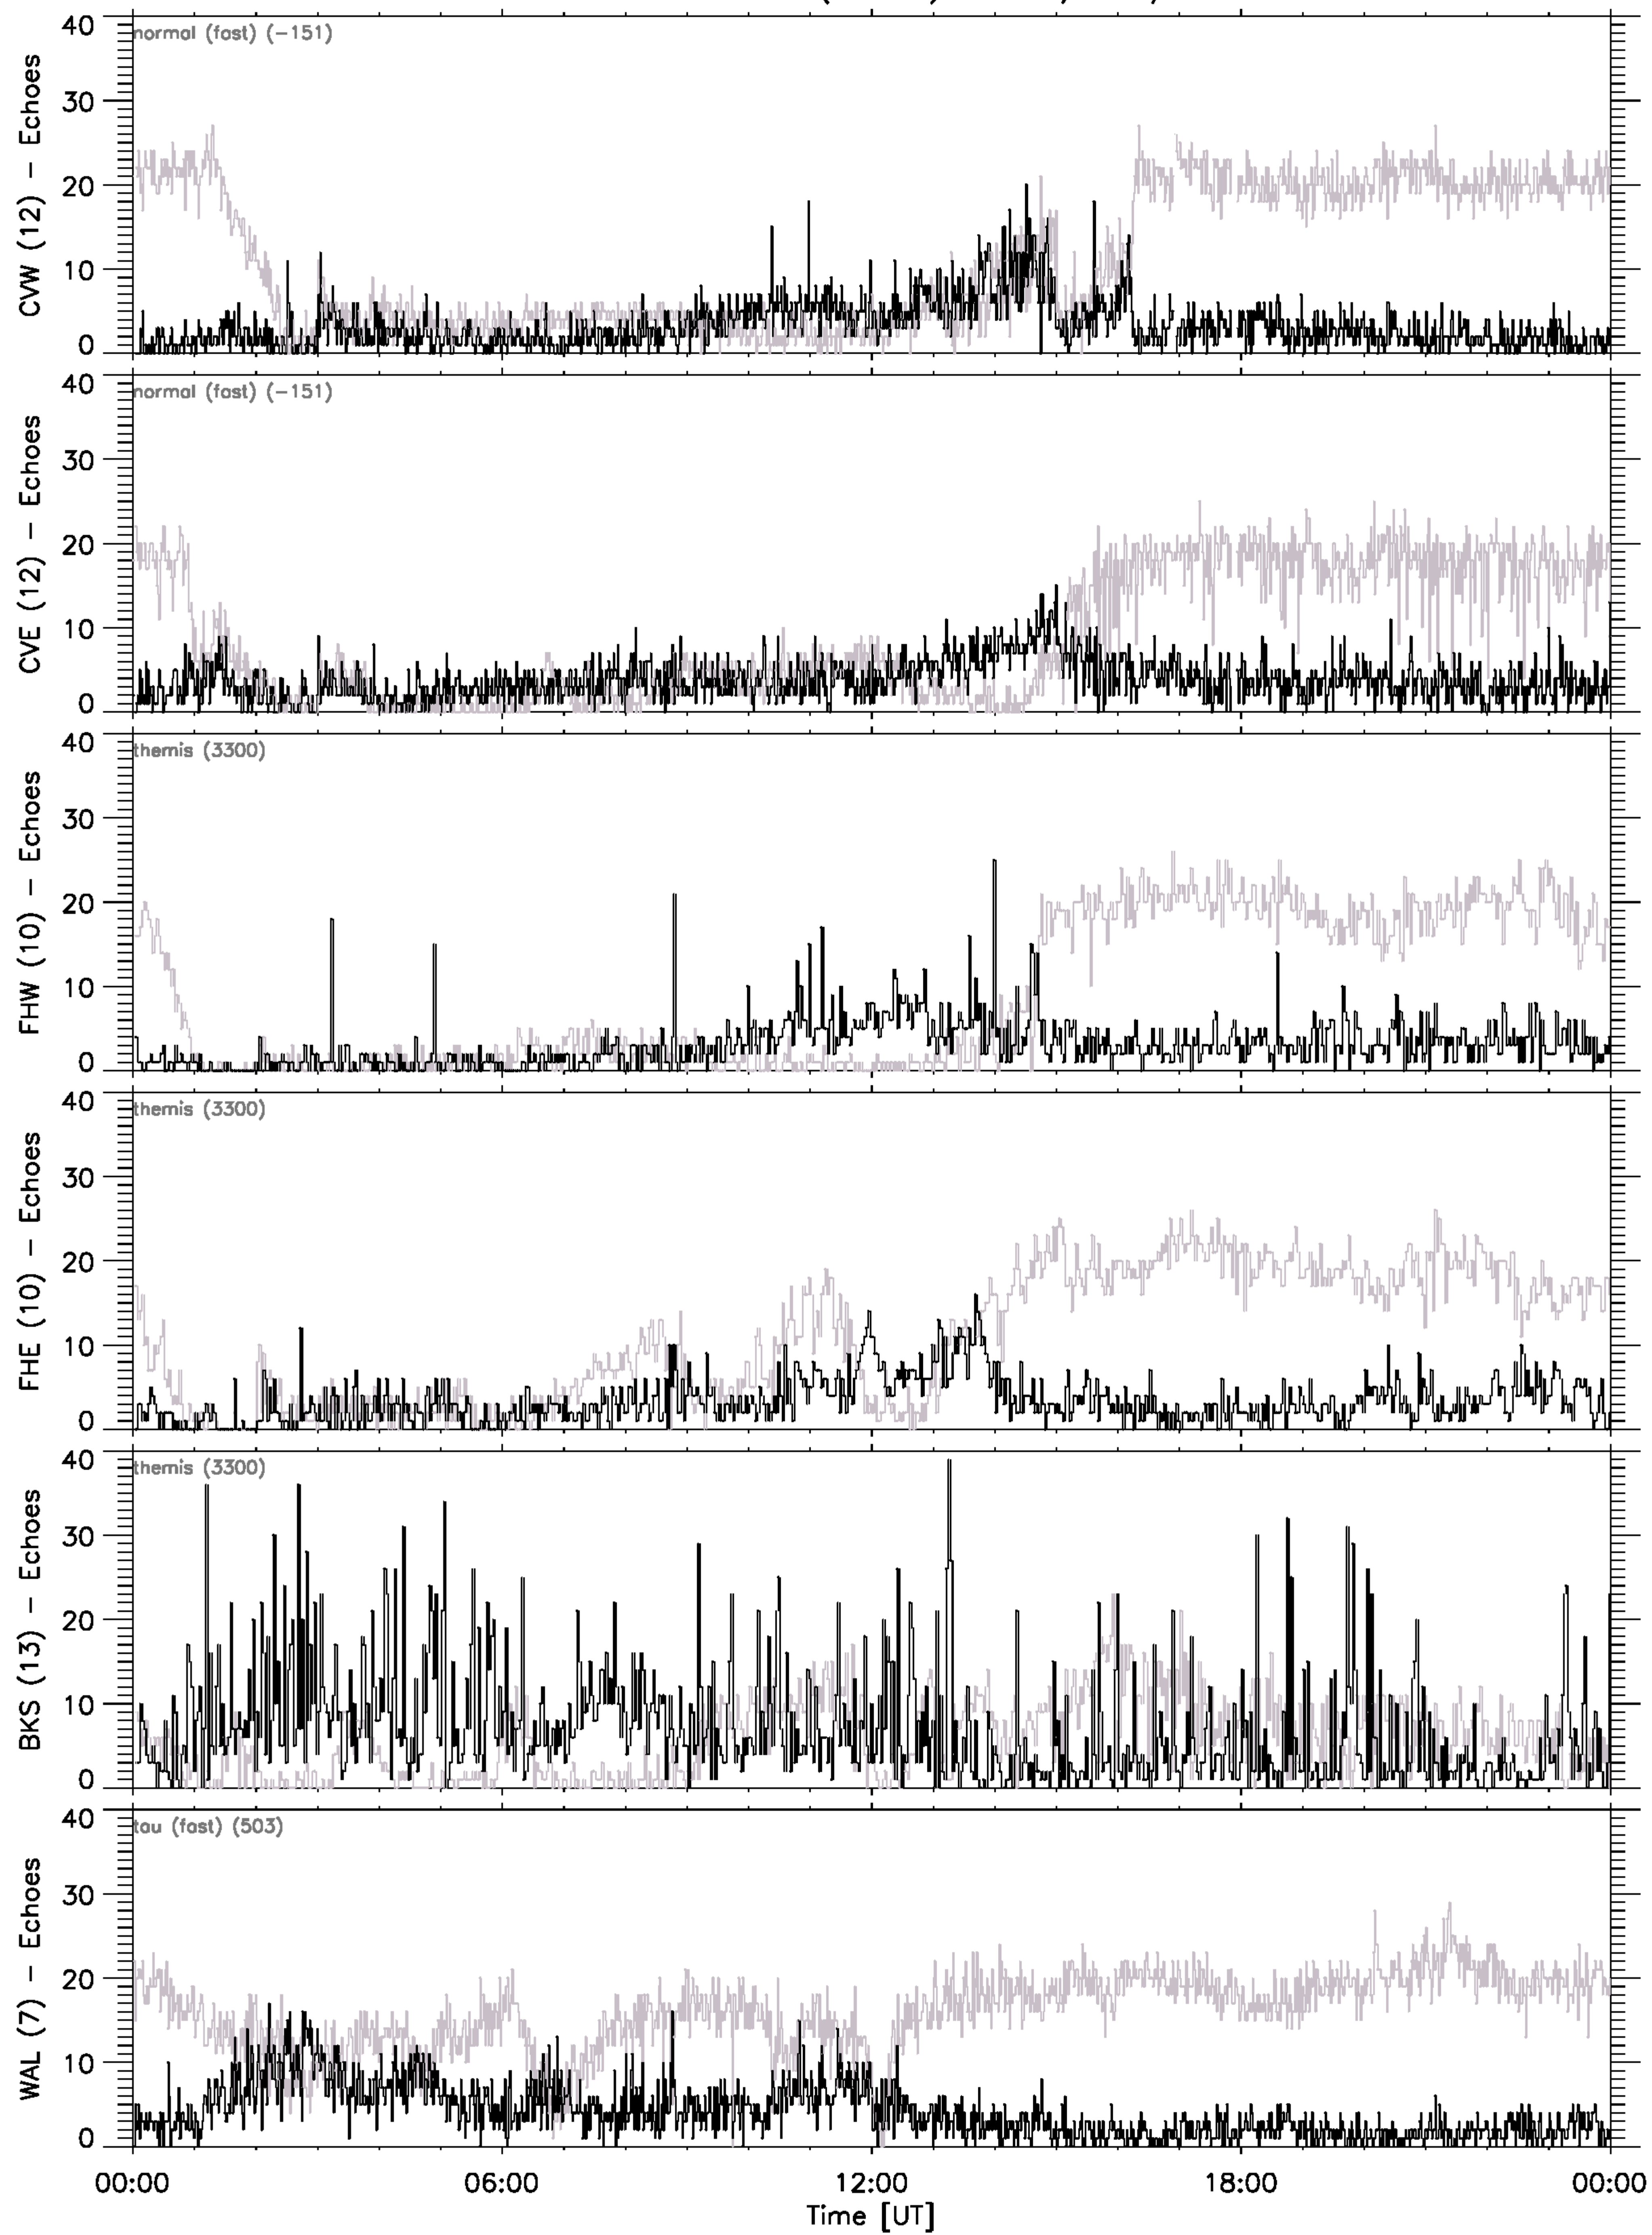 40
30
20
10
0
CVW (12) − Echoes
normal (fast) (−151)
40
30
20
10
0
CVE (12) − Echoes
normal (fast) (−151)
40
30
20
10
0
FHW (10) − Echoes
themis (3300)
40
30
20
10
0
FHE (10) − Echoes
themis (3300)
40
30
20
10
0
BKS (13) − Echoes
themis (3300)
40
30
20
10
0
WAL (7) − Echoes
tau (fast) (503)
00:00 06:00 12:00 18:00 00:00
Time [UT]